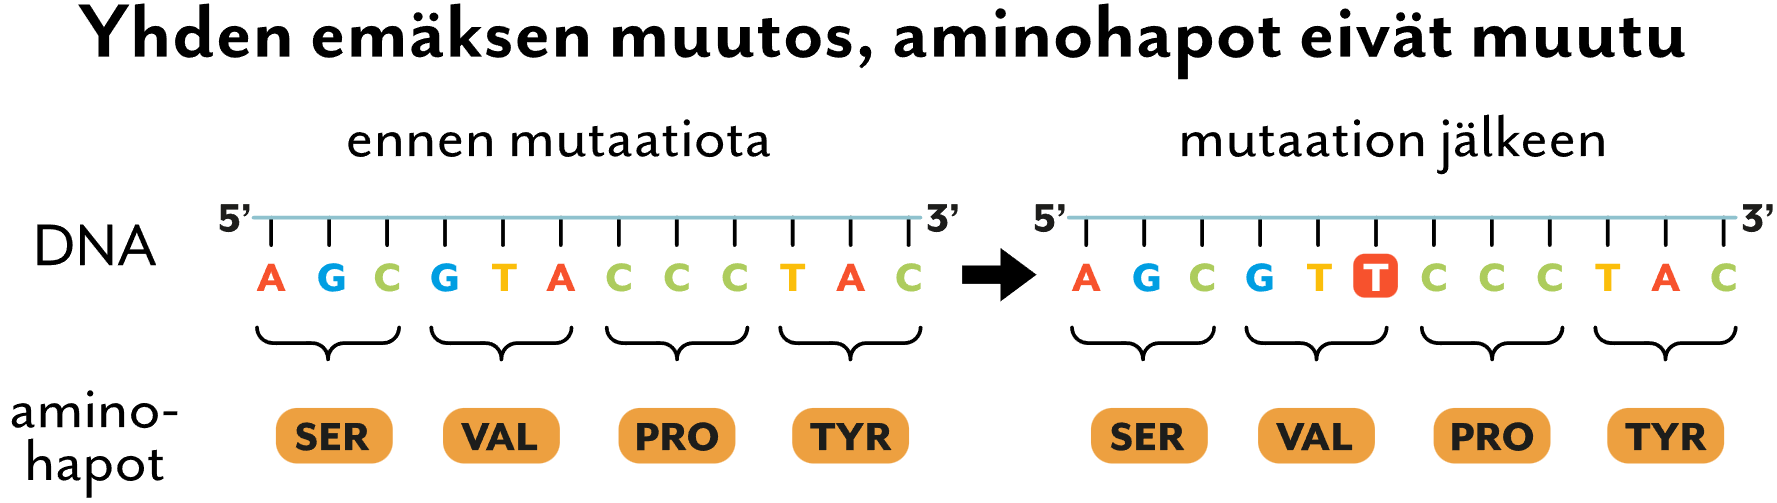 Yhden emäksen muutos, aminohapot eivät muutu
ennen mutaatiota
mutaation jälkeen
DNA
5’ 3’
A G C G T A C C C T A C
5’ 3’
A G C G T T C C C T A C
amino-
hapot
SER VAL PRO TYR
SER VAL PRO TYR